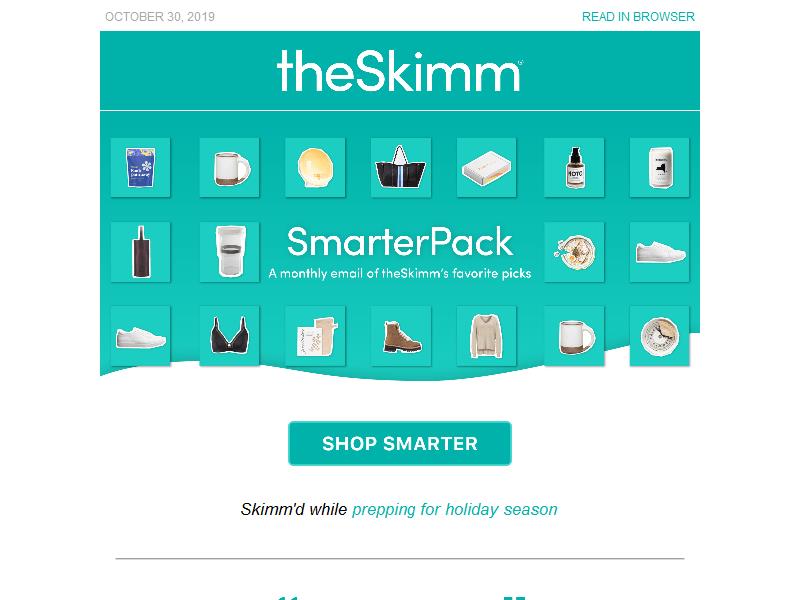 OCTOBER 30, 2019
READ IN BROWSER
theSkimm
SmarterPack
A monthly email of theSkimm's favorite picks
SHOP SMARTER
Skimm'd while prepping for holiday season